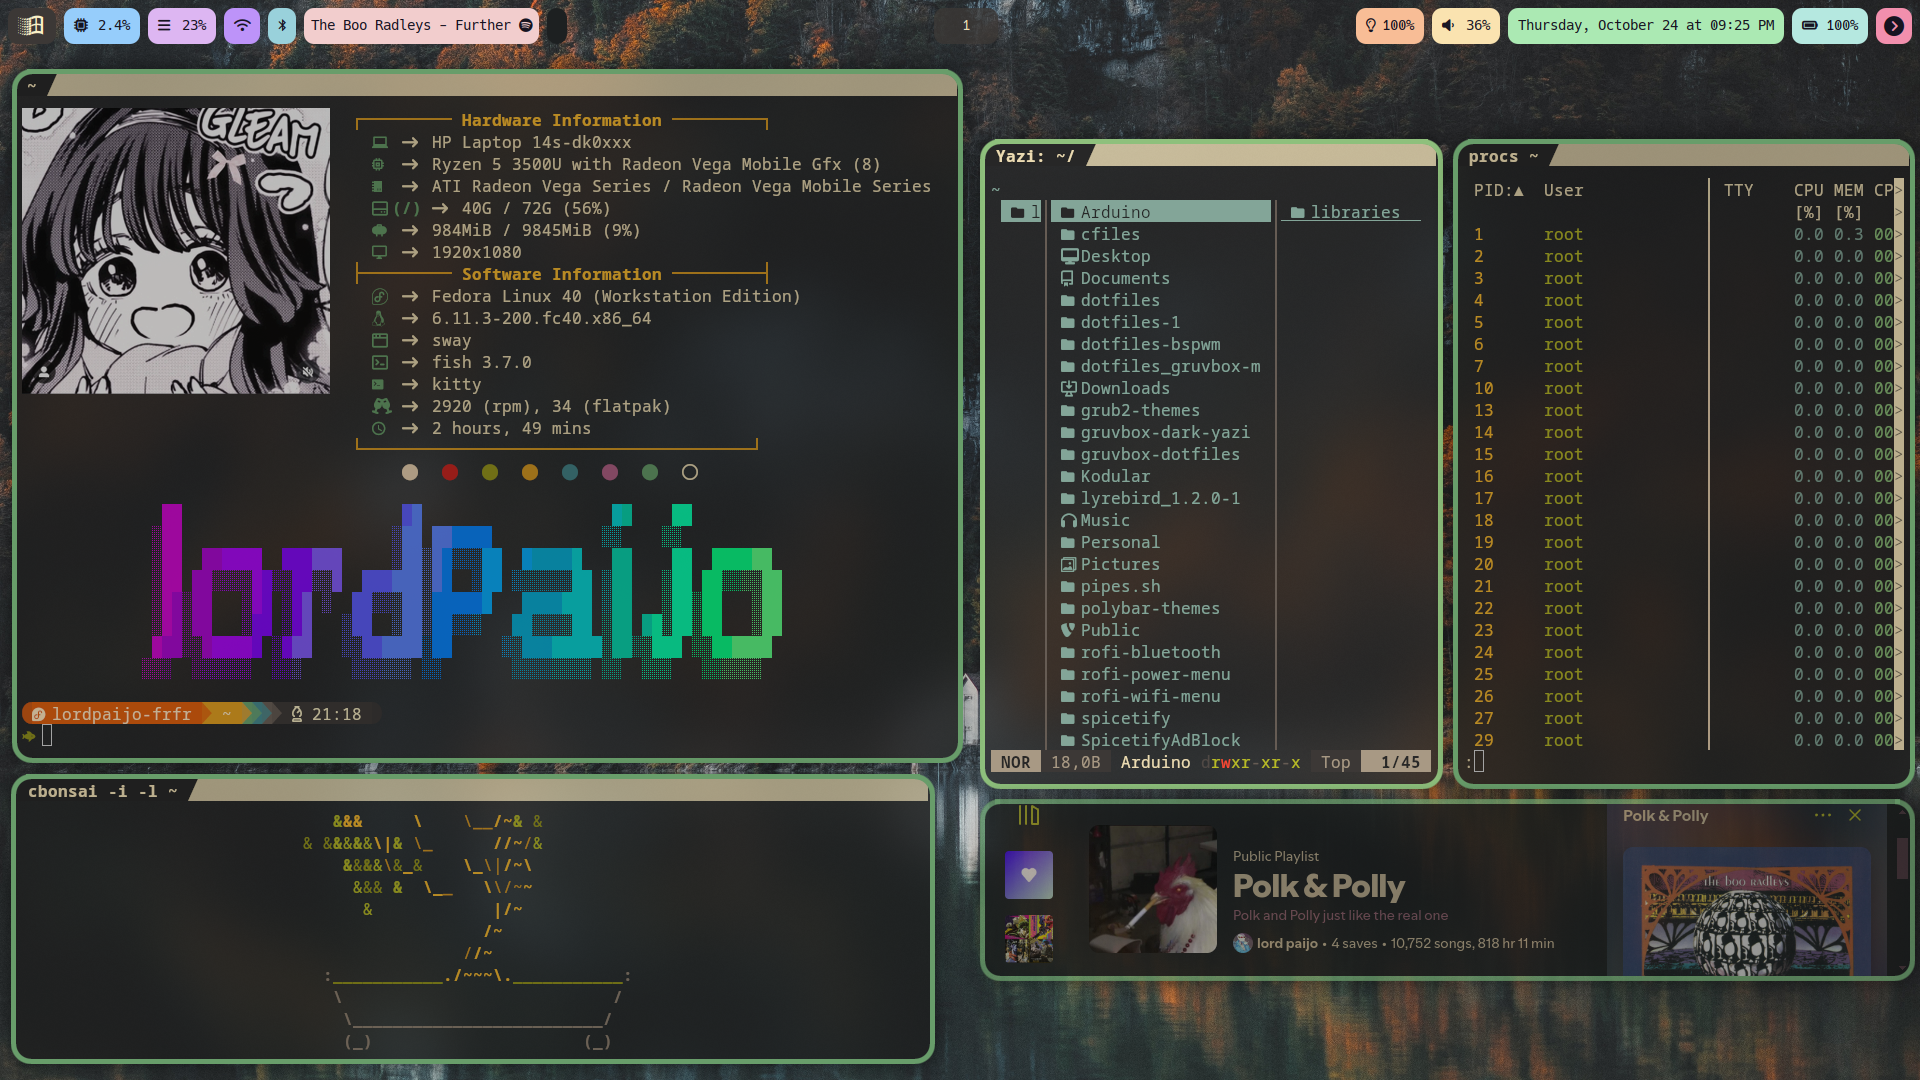 2.4%
23%
The Boo Radleys - Further
1
100%
36%
Thursday, October 24 at 09:25 PM
100%
~
GLEAM
Hardware Information
HP Laptop 14s-dk0xxx
Ryzen 5 3500U with Radeon Vega Mobile Gfx (8)
ATI Radeon Vega Series / Radeon Vega Mobile Series
(/) 40G / 72G (56%)
984MiB / 9845MiB (9%)
1920x1080
Software Information
Fedora Linux 40 (Workstation Edition)
6.11.3-200.fc40.x86_64
sway
fish 3.7.0
kitty
2920 (rpm), 34 (flatpak)
2 hours, 49 mins
lordpaijo
lordpaijo-frfr ~ 21:18
cbonsai -i -l ~
&&& \ \__/~& &
& &&&&&&\|& \_ //~/&
&&&&\&_& \_\|/~\
&&& & \__ \\/~~
& |/~
/~
//~
:___________./~~~\.___________:
\ /
\_________________________/
(_) (_)
Yazi: ~/
~
l
Arduino
cfiles
Desktop
Documents
dotfiles
dotfiles-1
dotfiles-bspwm
dotfiles_gruvbox-m
Downloads
grub2-themes
gruvbox-dark-yazi
gruvbox-dotfiles
Kodular
lyrebird_1.2.0-1
Music
Personal
Pictures
pipes.sh
polybar-themes
Public
rofi-bluetooth
rofi-power-menu
rofi-wifi-menu
spicetify
SpicetifyAdBlock
libraries
NOR 18,0B Arduino drwxr-xr-x Top 1/45
procs ~
PID:▲ User TTY CPU MEM CP>
[%] [%] >
1 root 0.0 0.3 00>
2 root 0.0 0.0 00>
3 root 0.0 0.0 00>
4 root 0.0 0.0 00>
5 root 0.0 0.0 00>
6 root 0.0 0.0 00>
7 root 0.0 0.0 00>
10 root 0.0 0.0 00>
13 root 0.0 0.0 00>
14 root 0.0 0.0 00>
15 root 0.0 0.0 00>
16 root 0.0 0.0 00>
17 root 0.0 0.0 00>
18 root 0.0 0.0 00>
19 root 0.0 0.0 00>
20 root 0.0 0.0 00>
21 root 0.0 0.0 00>
22 root 0.0 0.0 00>
23 root 0.0 0.0 00>
24 root 0.0 0.0 00>
25 root 0.0 0.0 00>
26 root 0.0 0.0 00>
27 root 0.0 0.0 00>
29 root 0.0 0.0 00>
:
Public Playlist
Polk & Polly
Polk and Polly just like the real one
lord paijo • 4 saves • 10,752 songs, 818 hr 11 min
Polk & Polly
THE BOO RADLEYS